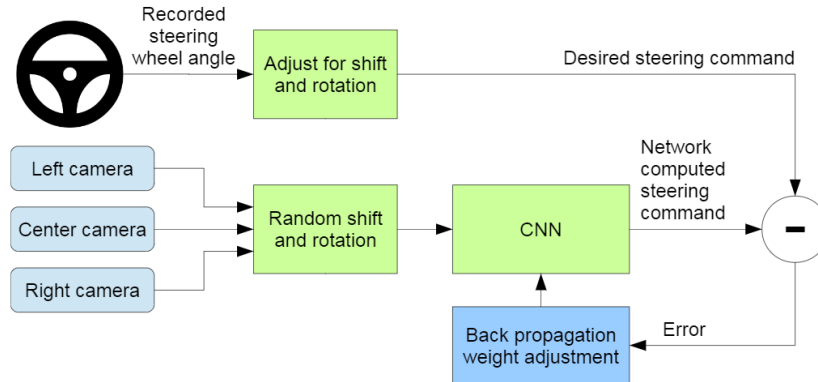 Recorded
steering
wheel angle
Adjust for shift
and rotation
Desired steering command
Left camera
Center camera
Right camera
Random shift
and rotation
CNN
Network
computed
steering
command
-
Back propagation
weight adjustment
Error